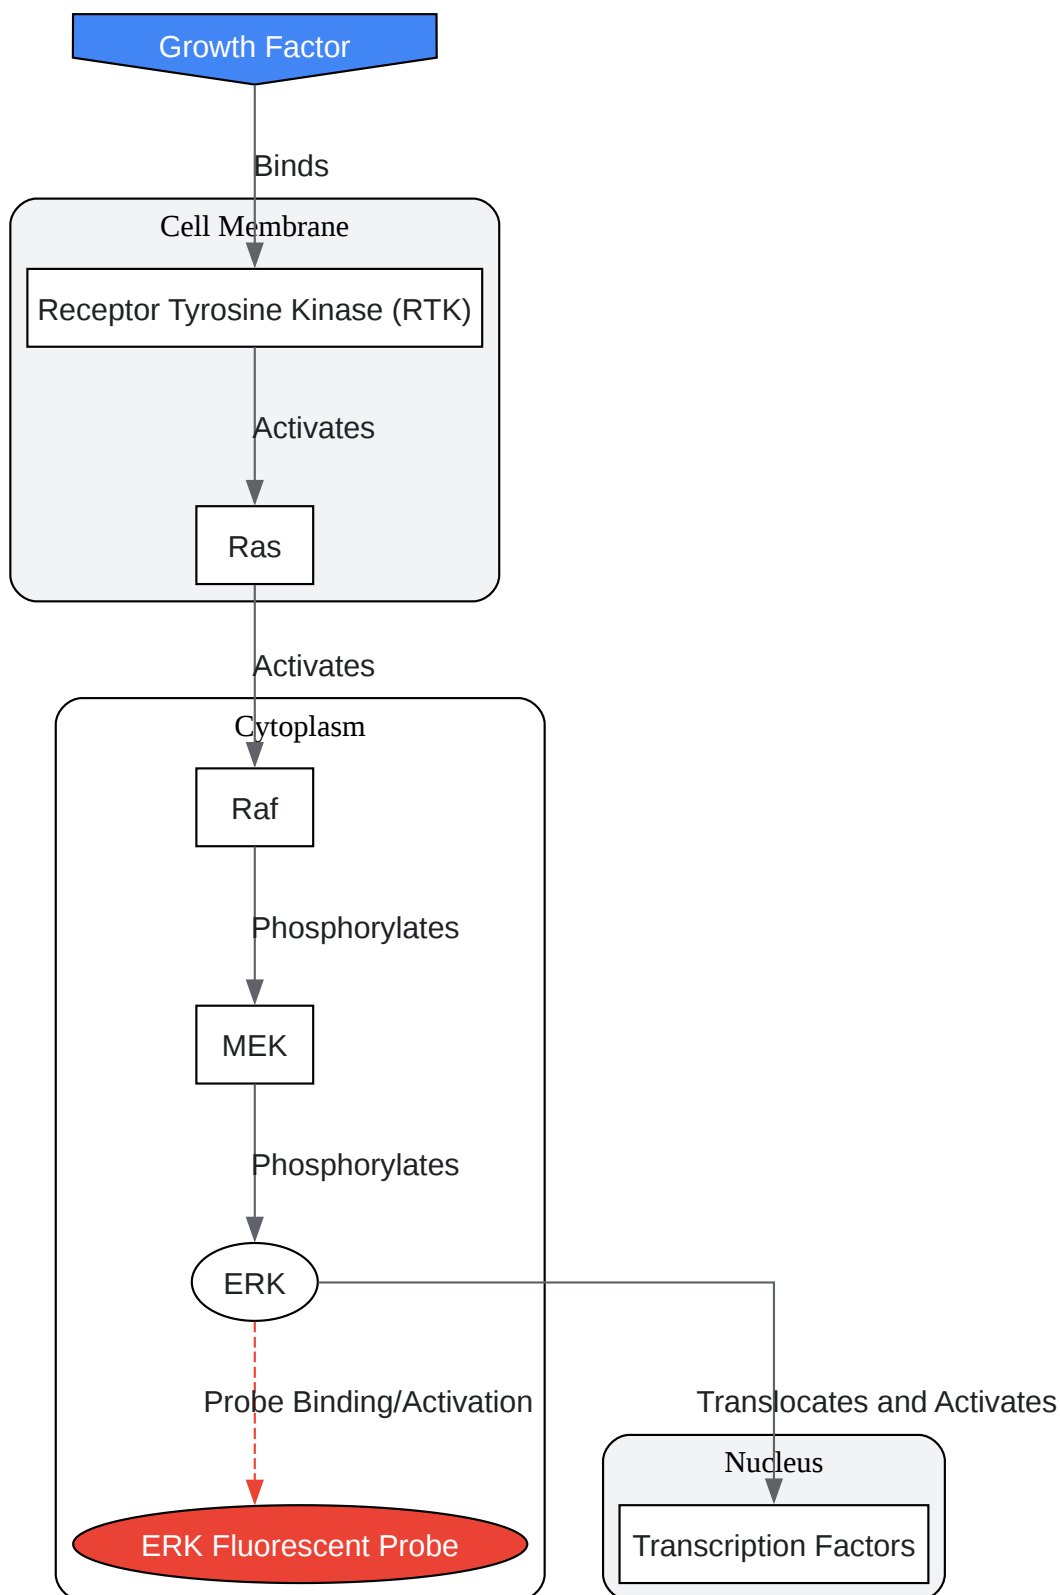 Growth Factor
Binds
Cell Membrane
Receptor Tyrosine Kinase (RTK)
Activates
Ras
Activates
Cytoplasm
Raf
Phosphorylates
MEK
Phosphorylates
ERK
Probe Binding/Activation
Translocates and Activates
Nucleus
ERK Fluorescent Probe
Transcription Factors